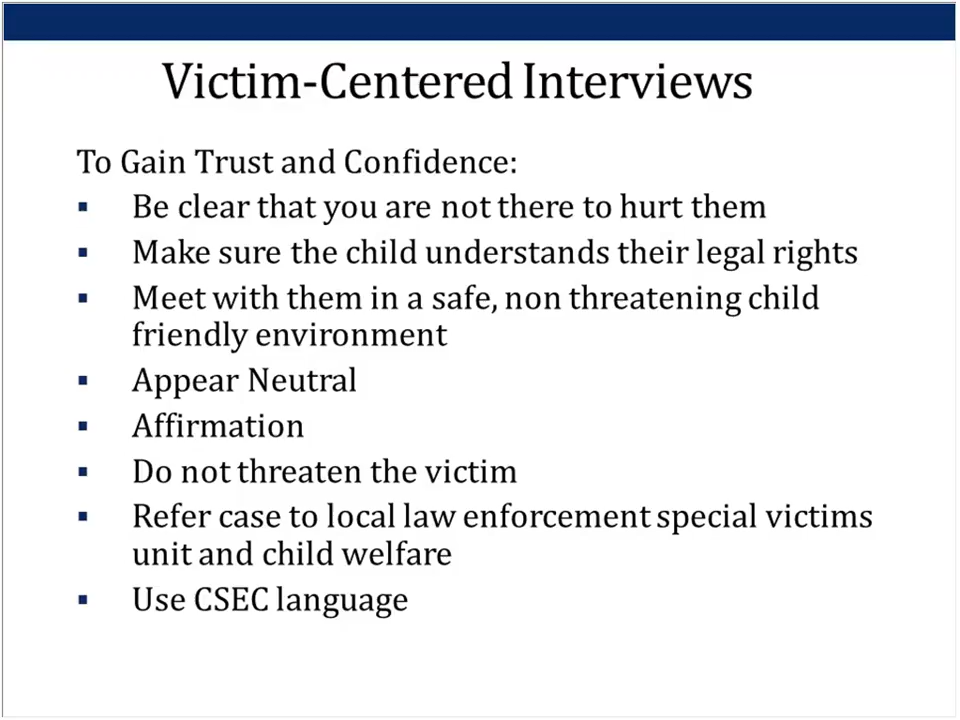 Victim-Centered Interviews
To Gain Trust and Confidence:
▪ Be clear that you are not there to hurt them
▪ Make sure the child understands their legal rights
▪ Meet with them in a safe, non threatening child
friendly environment
▪ Appear Neutral
▪ Affirmation
▪ Do not threaten the victim
▪ Refer case to local law enforcement special victims
unit and child welfare
▪ Use CSEC language